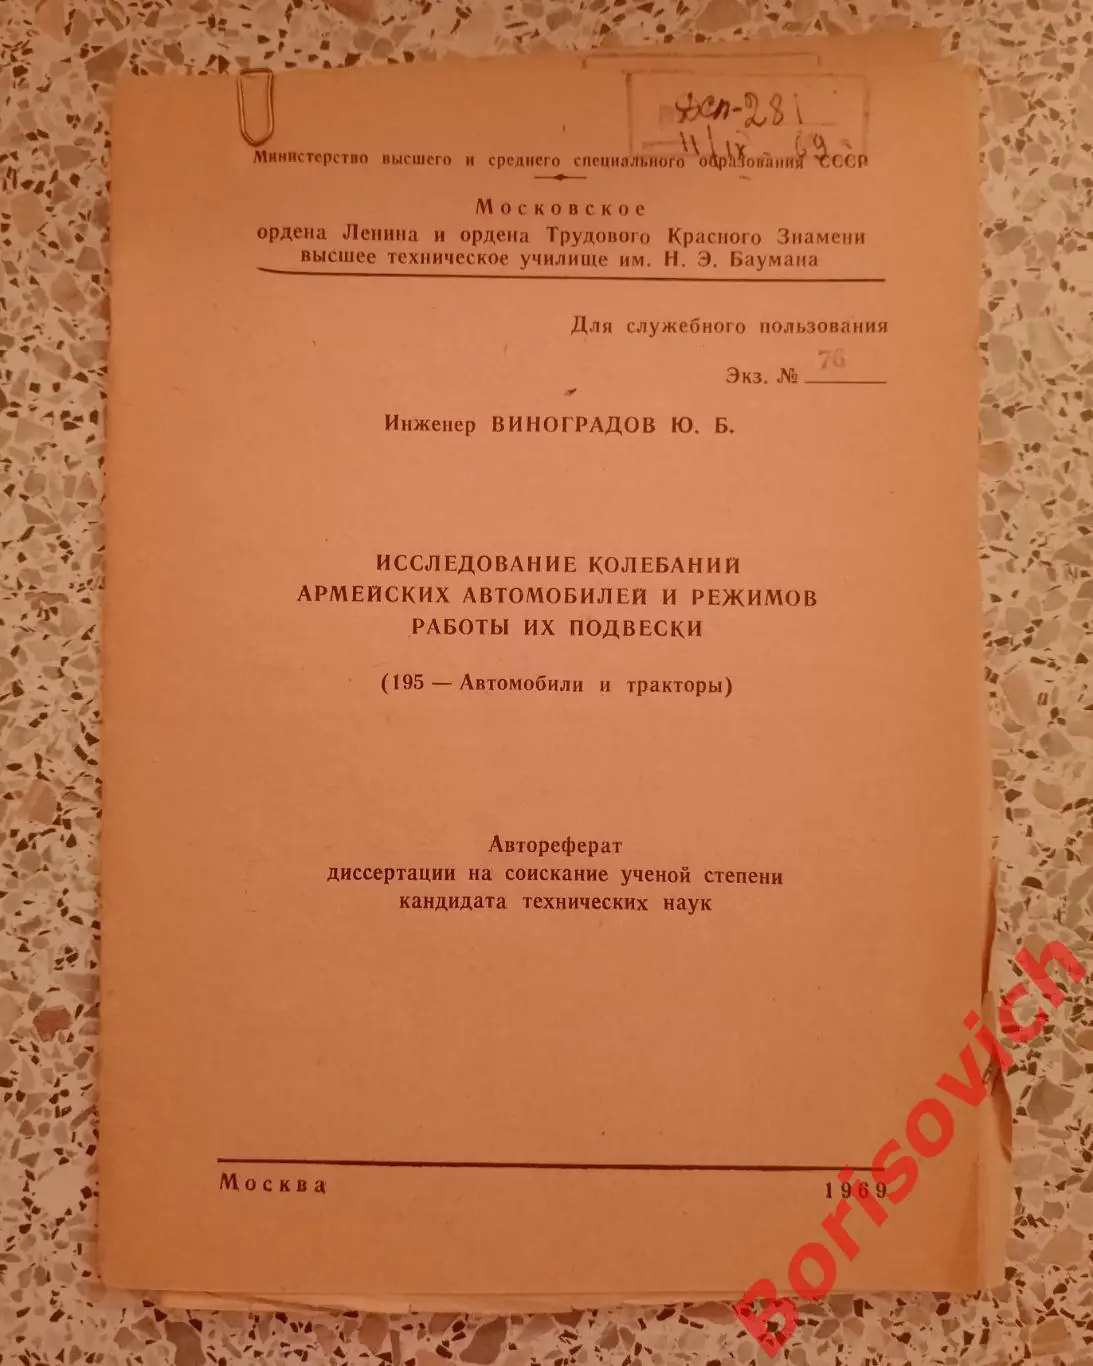 ДСП-281
11/IX-69
Министерство высшего и среднего специального образования СССР
Московское
ордена Ленина и ордена Трудового Красного Знамени
высшее техническое училище им. Н. Э. Баумана
Для служебного пользования
Экз. № 76
Инженер ВИНОГРАДОВ Ю. Б.
ИССЛЕДОВАНИЕ КОЛЕБАНИЙ
АРМЕЙСКИХ АВТОМОБИЛЕЙ И РЕЖИМОВ
РАБОТЫ ИХ ПОДВЕСКИ
(195 — Автомобили и тракторы)
Автореферат
диссертации на соискание ученой степени
кандидата технических наук
Москва 1969
Borisovich